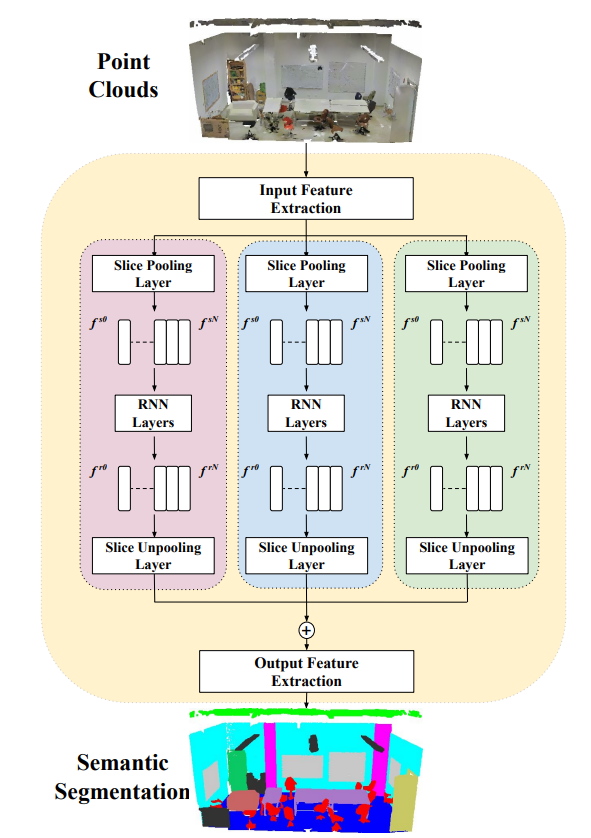 Point
Clouds
Input Feature
Extraction
Slice Pooling
Layer
Slice Pooling
Layer
Slice Pooling
Layer
f s0
f sN
f s0
f sN
f s0
f sN
RNN
Layers
RNN
Layers
RNN
Layers
f r0
f rN
f r0
f rN
f r0
f rN
Slice Unpooling
Layer
Slice Unpooling
Layer
Slice Unpooling
Layer
+
Output Feature
Extraction
Semantic
Segmentation